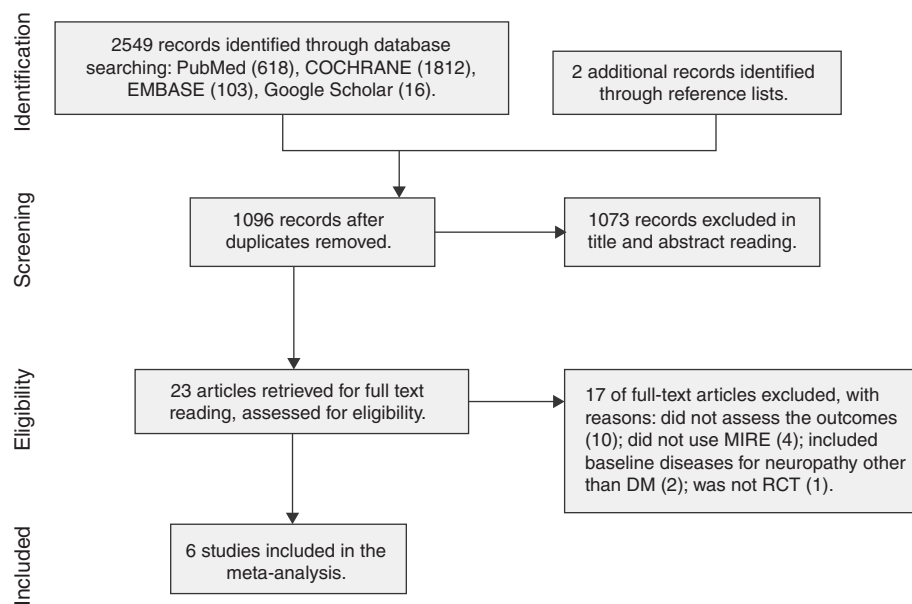 Identification
2549 records identified through database
searching: PubMed (618), COCHRANE (1812),
EMBASE (103), Google Scholar (16).
2 additional records identified
through reference lists.
Screening
1096 records after
duplicates removed.
1073 records excluded in
title and abstract reading.
Eligibility
23 articles retrieved for full text
reading, assessed for eligibility.
17 of full-text articles excluded, with
reasons: did not assess the outcomes
(10); did not use MIRE (4); included
baseline diseases for neuropathy other
than DM (2); was not RCT (1).
Included
6 studies included in the
meta-analysis.